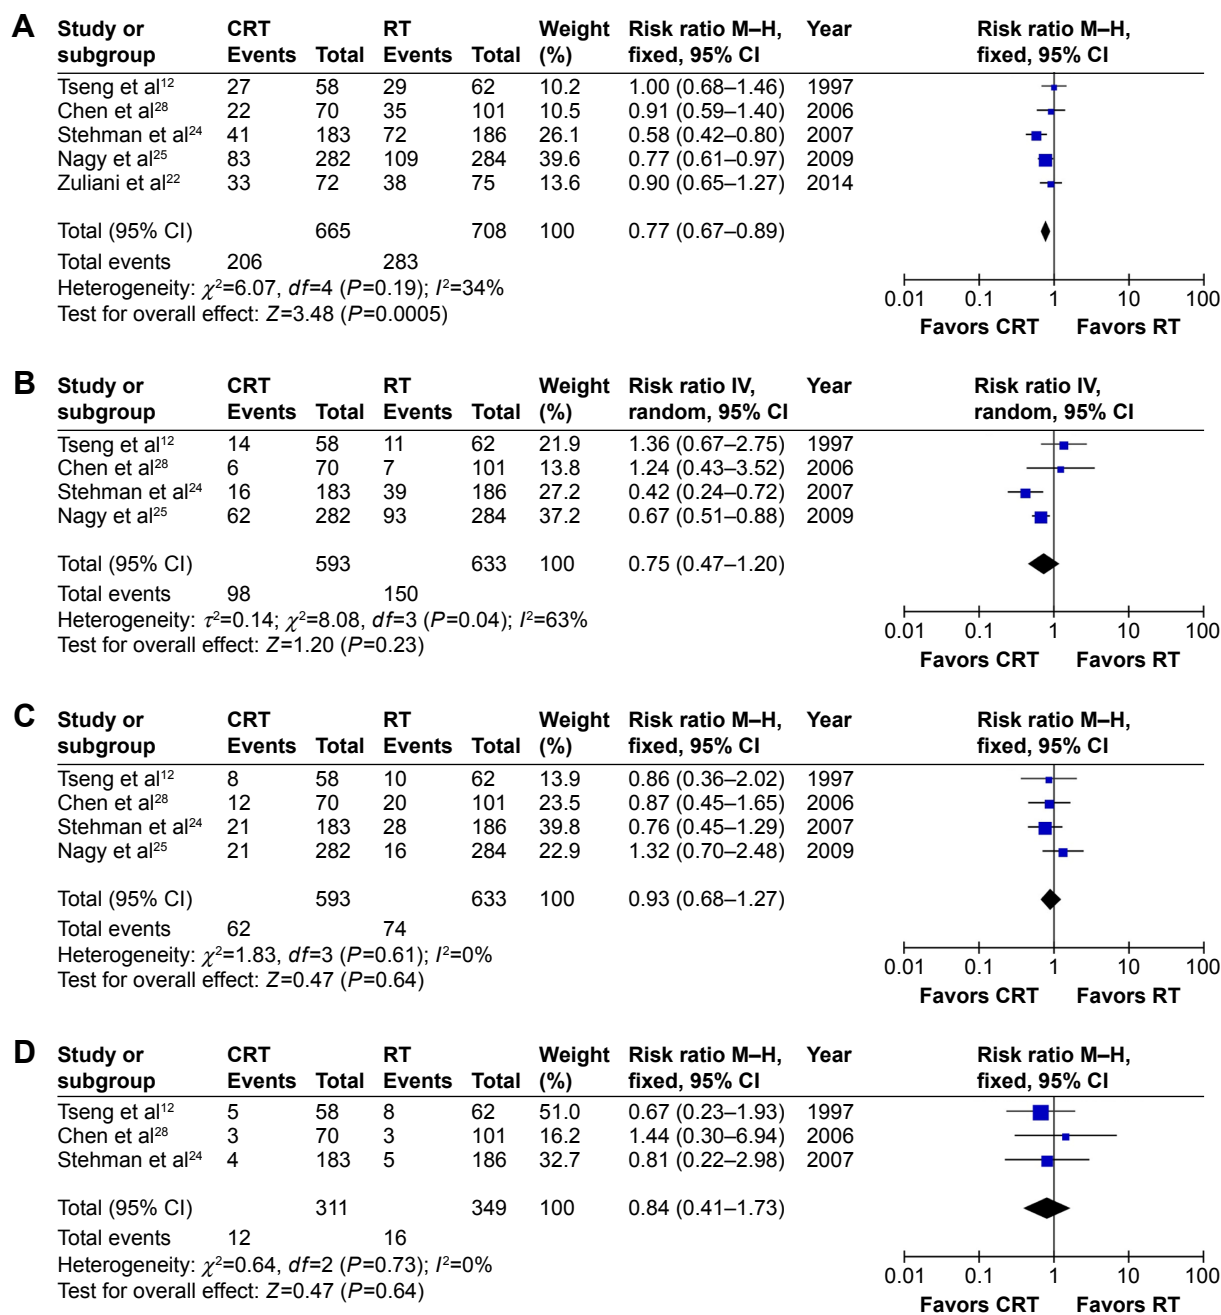 A Study or CRT RT Weight Risk ratio M–H, Year Risk ratio M–H,
subgroup Events Total Events Total (%) fixed, 95% CI fixed, 95% CI
Tseng et al¹² 27 58 29 62 10.2 1.00 (0.68–1.46) 1997
Chen et al²⁸ 22 70 35 101 10.5 0.91 (0.59–1.40) 2006
Stehman et al²⁴ 41 183 72 186 26.1 0.58 (0.42–0.80) 2007
Nagy et al²⁵ 83 282 109 284 39.6 0.77 (0.61–0.97) 2009
Zuliani et al²² 33 72 38 75 13.6 0.90 (0.65–1.27) 2014
Total (95% CI) 665 708 100 0.77 (0.67–0.89)
Total events 206 283
Heterogeneity: χ²=6.07, df=4 (P=0.19); I²=34%
Test for overall effect: Z=3.48 (P=0.0005)
0.01 0.1 1 10 100
Favors CRT Favors RT
B Study or CRT RT Weight Risk ratio IV, Year Risk ratio IV,
subgroup Events Total Events Total (%) random, 95% CI random, 95% CI
Tseng et al¹² 14 58 11 62 21.9 1.36 (0.67–2.75) 1997
Chen et al²⁸ 6 70 7 101 13.8 1.24 (0.43–3.52) 2006
Stehman et al²⁴ 16 183 39 186 27.2 0.42 (0.24–0.72) 2007
Nagy et al²⁵ 62 282 93 284 37.2 0.67 (0.51–0.88) 2009
Total (95% CI) 593 633 100 0.75 (0.47–1.20)
Total events 98 150
Heterogeneity: τ²=0.14; χ²=8.08, df=3 (P=0.04); I²=63%
Test for overall effect: Z=1.20 (P=0.23)
0.01 0.1 1 10 100
Favors CRT Favors RT
C Study or CRT RT Weight Risk ratio M–H, Year Risk ratio M–H,
subgroup Events Total Events Total (%) fixed, 95% CI fixed, 95% CI
Tseng et al¹² 8 58 10 62 13.9 0.86 (0.36–2.02) 1997
Chen et al²⁸ 12 70 20 101 23.5 0.87 (0.45–1.65) 2006
Stehman et al²⁴ 21 183 28 186 39.8 0.76 (0.45–1.29) 2007
Nagy et al²⁵ 21 282 16 284 22.9 1.32 (0.70–2.48) 2009
Total (95% CI) 593 633 100 0.93 (0.68–1.27)
Total events 62 74
Heterogeneity: χ²=1.83, df=3 (P=0.61); I²=0%
Test for overall effect: Z=0.47 (P=0.64)
0.01 0.1 1 10 100
Favors CRT Favors RT
D Study or CRT RT Weight Risk ratio M–H, Year Risk ratio M–H,
subgroup Events Total Events Total (%) fixed, 95% CI fixed, 95% CI
Tseng et al¹² 5 58 8 62 51.0 0.67 (0.23–1.93) 1997
Chen et al²⁸ 3 70 3 101 16.2 1.44 (0.30–6.94) 2006
Stehman et al²⁴ 4 183 5 186 32.7 0.81 (0.22–2.98) 2007
Total (95% CI) 311 349 100 0.84 (0.41–1.73)
Total events 12 16
Heterogeneity: χ²=0.64, df=2 (P=0.73); I²=0%
Test for overall effect: Z=0.47 (P=0.64)
0.01 0.1 1 10 100
Favors CRT Favors RT